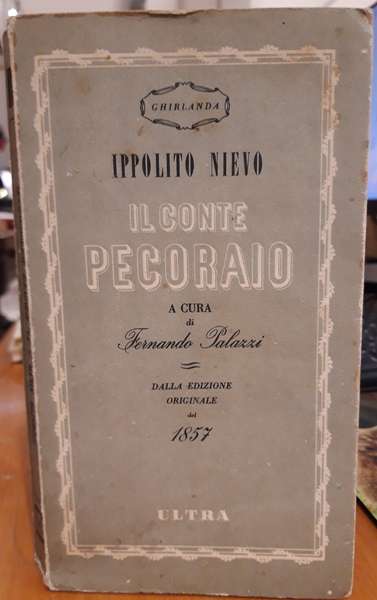 GHIRLANDA
IPPOLITO NIEVO
IL CONTE
PECORAIO
A CURA
di
Fernando Palazzi
DALLA EDIZIONE
ORIGINALE
del
1857
ULTRA